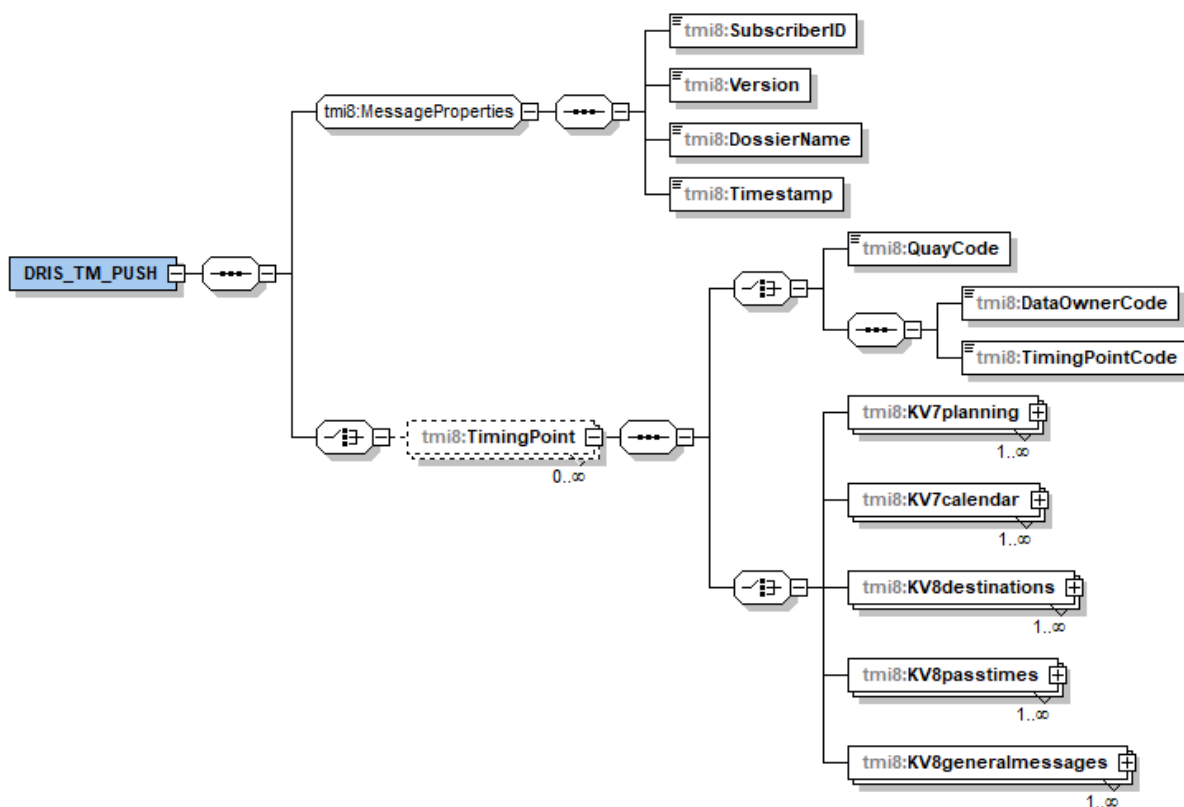 tmi8:SubscriberID
tmi8:Version
tmi8:MessageProperties
tmi8:DossierName
tmi8:Timestamp
DRIS_TM_PUSH
tmi8:QuayCode
tmi8:DataOwnerCode
tmi8:TimingPointCode
tmi8:TimingPoint
0..∞
tmi8:KV7planning
1..∞
tmi8:KV7calendar
1..∞
tmi8:KV8destinations
1..∞
tmi8:KV8passtimes
1..∞
tmi8:KV8generalmessages
1..∞